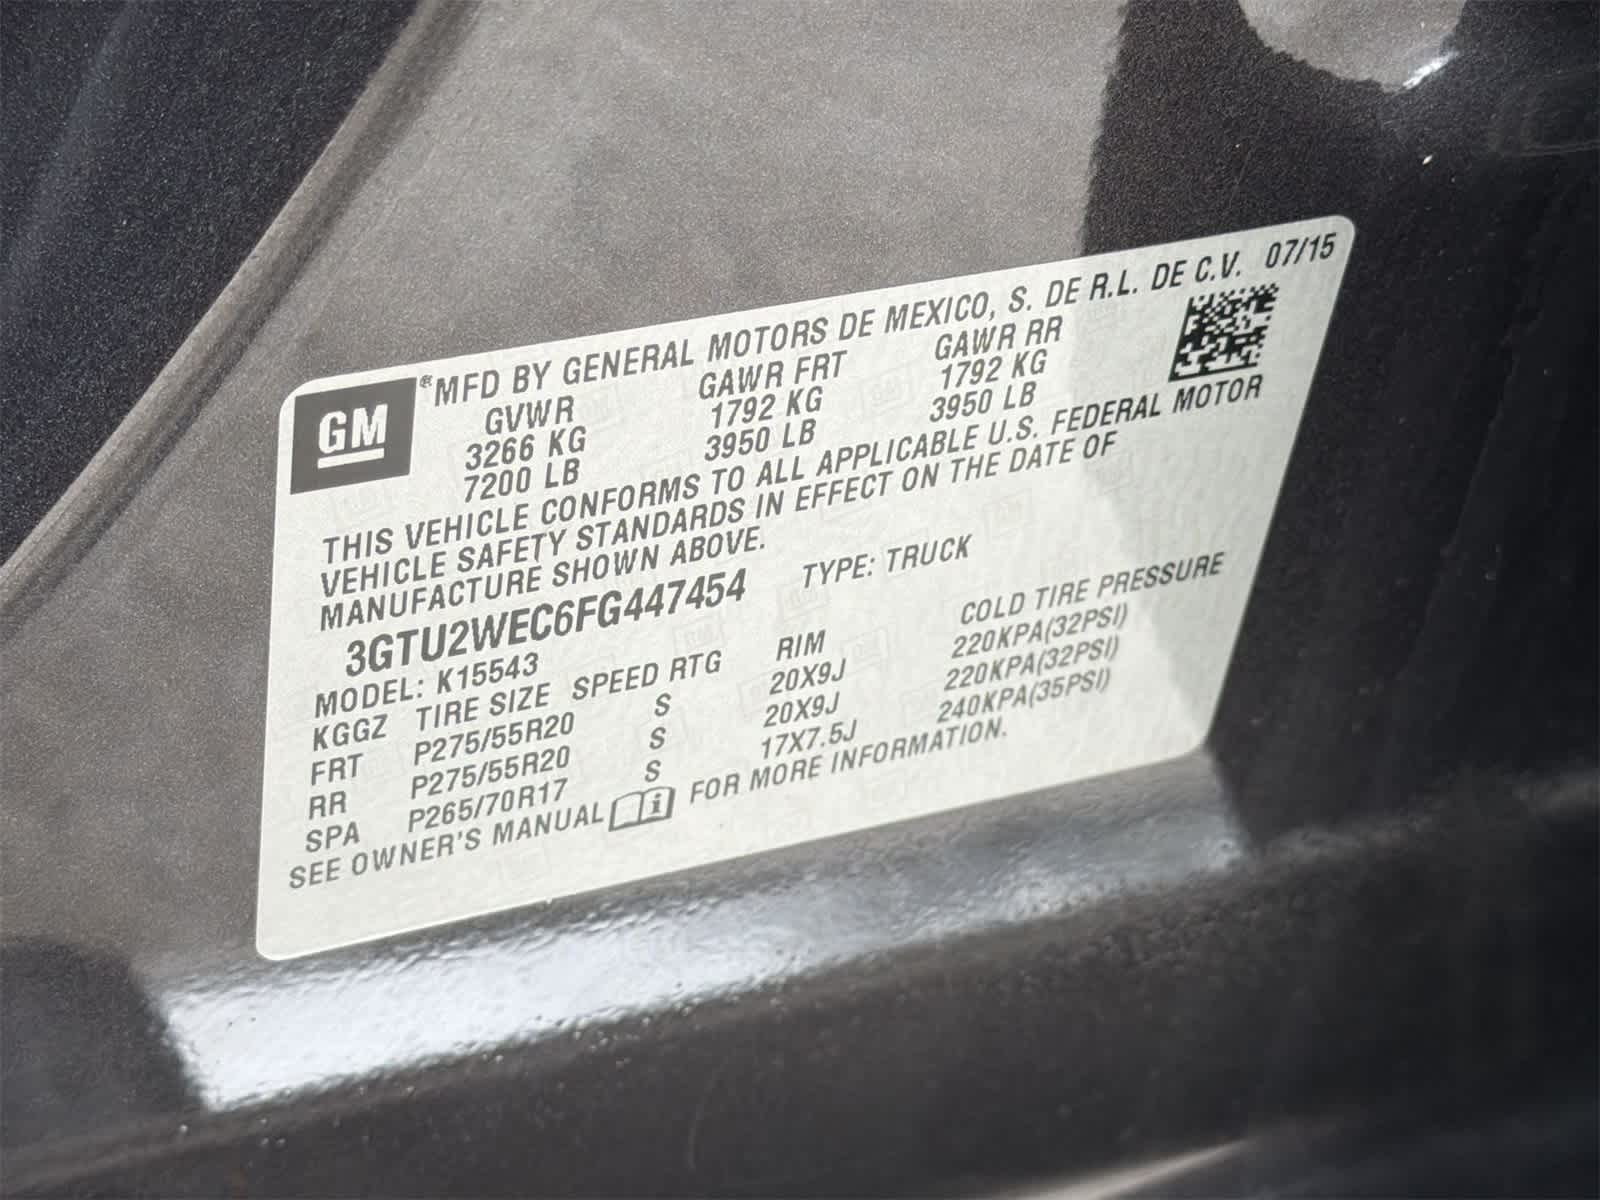 GM ® MFD BY GENERAL MOTORS DE MEXICO, S. DE R.L. DE C.V. 07/15
GVWR GAWR FRT GAWR RR
3266 KG 1792 KG 1792 KG
7200 LB 3950 LB 3950 LB
THIS VEHICLE CONFORMS TO ALL APPLICABLE U.S. FEDERAL MOTOR
VEHICLE SAFETY STANDARDS IN EFFECT ON THE DATE OF
MANUFACTURE SHOWN ABOVE.
3GTU2WEC6FG447454 TYPE: TRUCK
MODEL: K15543
KGGZ TIRE SIZE SPEED RTG RIM COLD TIRE PRESSURE
FRT P275/55R20 S 20X9J 220KPA(32PSI)
RR P275/55R20 S 20X9J 220KPA(32PSI)
SPA P265/70R17 S 17X7.5J 240KPA(35PSI)
SEE OWNER'S MANUAL i FOR MORE INFORMATION.